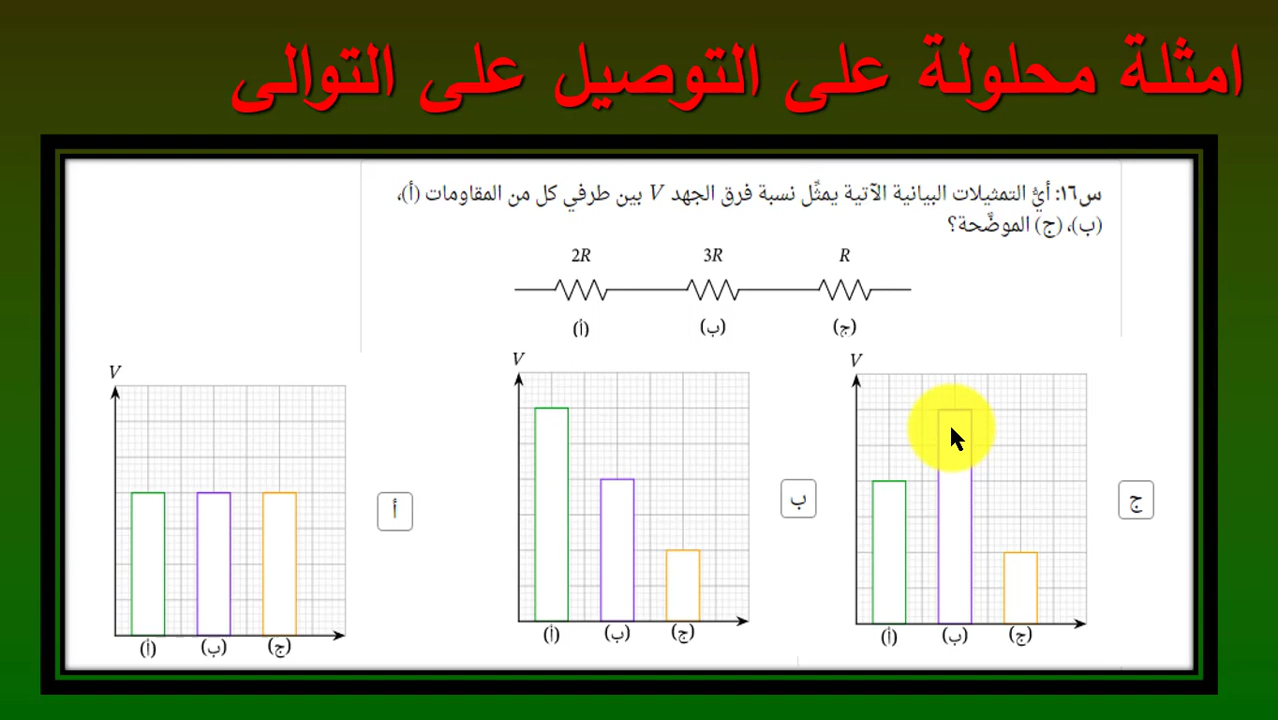 امثلة محلولة على التوصيل على التوالى
س١٦: أيُّ التمثيلات البيانية الآتية يمثِّل نسبة فرق الجهد V بين طرفي كل من المقاومات (أ)،
(ب)، (ج) الموضَّحة؟
2R 3R R
(أ) (ب) (ج)
V
(أ) (ب) (ج)
أ
V
(أ) (ب) (ج)
ب
V
(أ) (ب) (ج)
ج